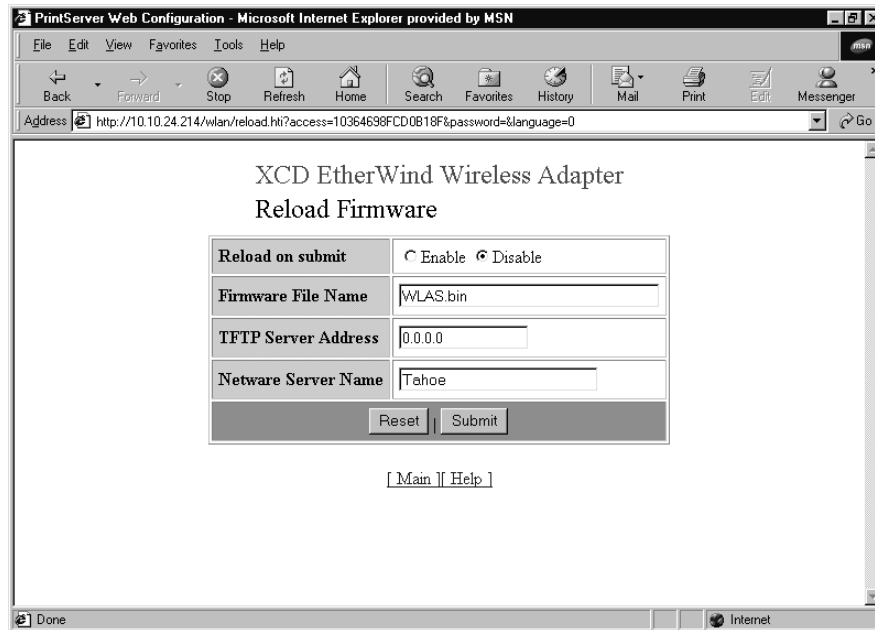 PrintServer Web Configuration - Microsoft Internet Explorer provided by MSN
File Edit View Favorites Tools Help
msn
Back Forward Stop Refresh Home Search Favorites History Mail Print Edit Messenger
Address http://10.10.24.214/wlan/reload.hti?access=10364698FCD0B18F&password=&language=0 Go
XCD EtherWind Wireless Adapter
Reload Firmware
Reload on submit Enable Disable
Firmware File Name WLAS.bin
TFTP Server Address 0.0.0.0
Netware Server Name Tahoe
Reset | Submit
[ Main ][ Help ]
Done Internet